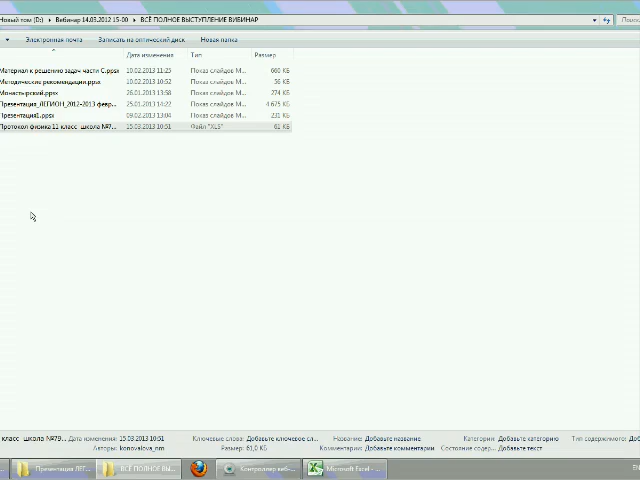 Новый том (D:) ▸ Вебинар 14.03.2012 15-00 ▸ ВСЁ ПОЛНОЕ ВЫСТУПЛЕНИЕ ВИБИНАР
Электронная почта Записать на оптический диск Новая папка
Дата изменения Тип Размер
Материал к решению задач части С.ppsx 10.02.2013 11:23 Показ слайдов M... 660 КБ
Методические рекомендации.ppsx 10.02.2013 10:52 Показ слайдов M... 56 КБ
Монастырский.ppsx 26.01.2013 13:58 Показ слайдов M... 274 КБ
Презентация_ЛЕГИОН_2012-2013 февр... 25.01.2013 14:22 Показ слайдов M... 4 675 КБ
Презентация1.ppsx 09.02.2013 13:04 Показ слайдов M... 231 КБ
Протокол физика 11 класс школа №7... 15.03.2013 10:51 Файл "XLS" 61 КБ
класс школа №79... Дата изменения: 15.03.2013 10:51 Ключевые слова: Добавьте ключевое сл... Название: Добавьте название Категории: Добавьте категорию Тип содержимого:
Авторы: konovalova_nm Размер: 61,0 КБ Комментарии: Добавьте комментарии Состояние содер... Добавьте текст
Презентация ЛЕГ... ВСЁ ПОЛНОЕ ВЫ... Контроллер веб-... Microsoft Excel - ...